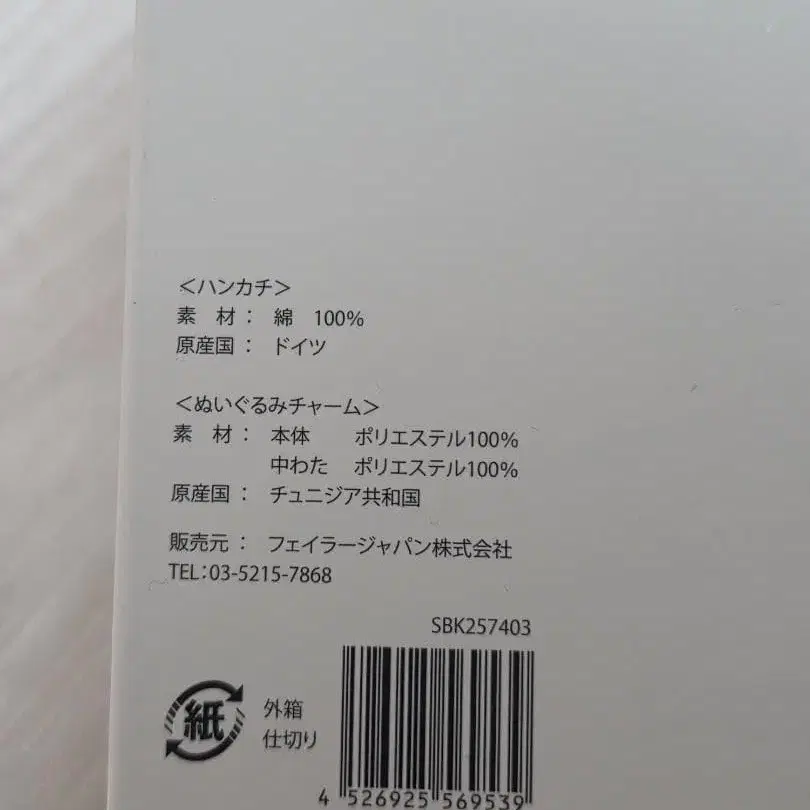 ＜ハンカチ＞
素　材： 綿　100%
原産国： ドイツ
＜ぬいぐるみチャーム＞
素　材： 本体　ポリエステル100%
中わた　ポリエステル100%
原産国： チュニジア共和国
販売元： フェイラージャパン株式会社
TEL:03-5215-7868
SBK257403
紙
外箱
仕切り
4 526925 569539